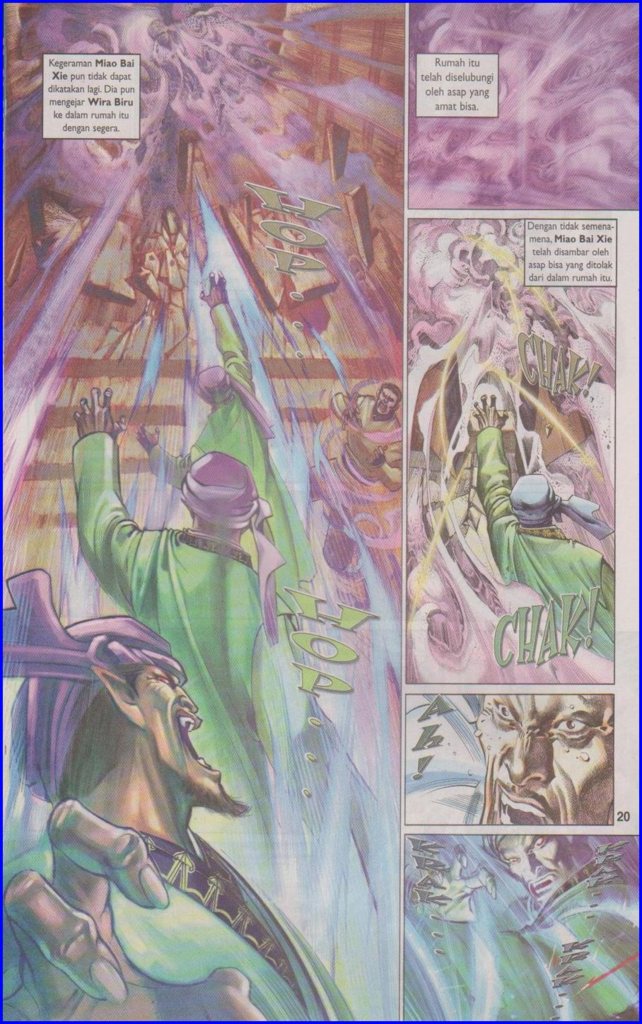 Kegeraman Miao Bai
Xie pun tidak dapat
dikatakan lagi. Dia pun
mengejar Wira Biru
ke dalam rumah itu
dengan segera.
HOP...
HOP...
Rumah itu
telah diselubungi
oleh asap yang
amat bisa.
Dengan tidak semena-
mena, Miao Bai Xie
telah disambar oleh
asap bisa yang ditolak
dari dalam rumah itu.
CHAK!
CHAK!
Ah!
20